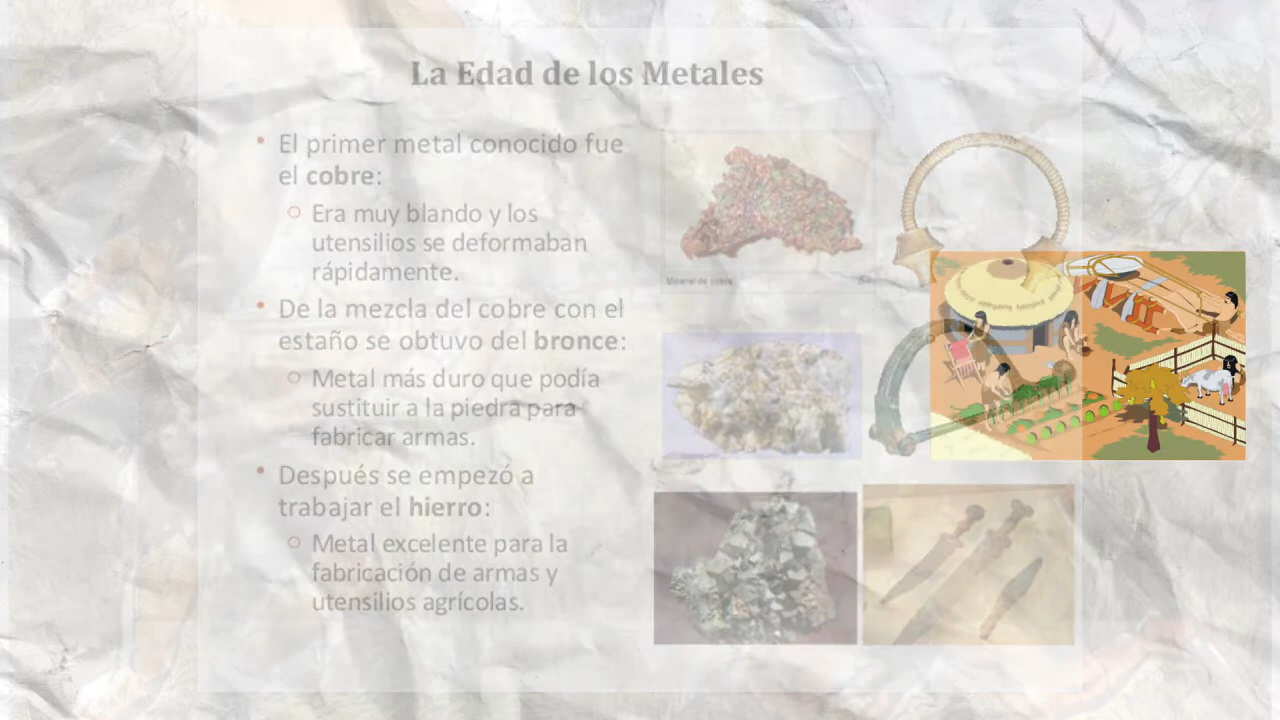 La Edad de los Metales
• El primer metal conocido fue
el cobre:
○ Era muy blando y los
utensilios se deformaban
rápidamente.
• De la mezcla del cobre con el
estaño se obtuvo del bronce:
○ Metal más duro que podía
sustituir a la piedra para
fabricar armas.
• Después se empezó a
trabajar el hierro:
○ Metal excelente para la
fabricación de armas y
utensilios agrícolas.
Mineral de cobre